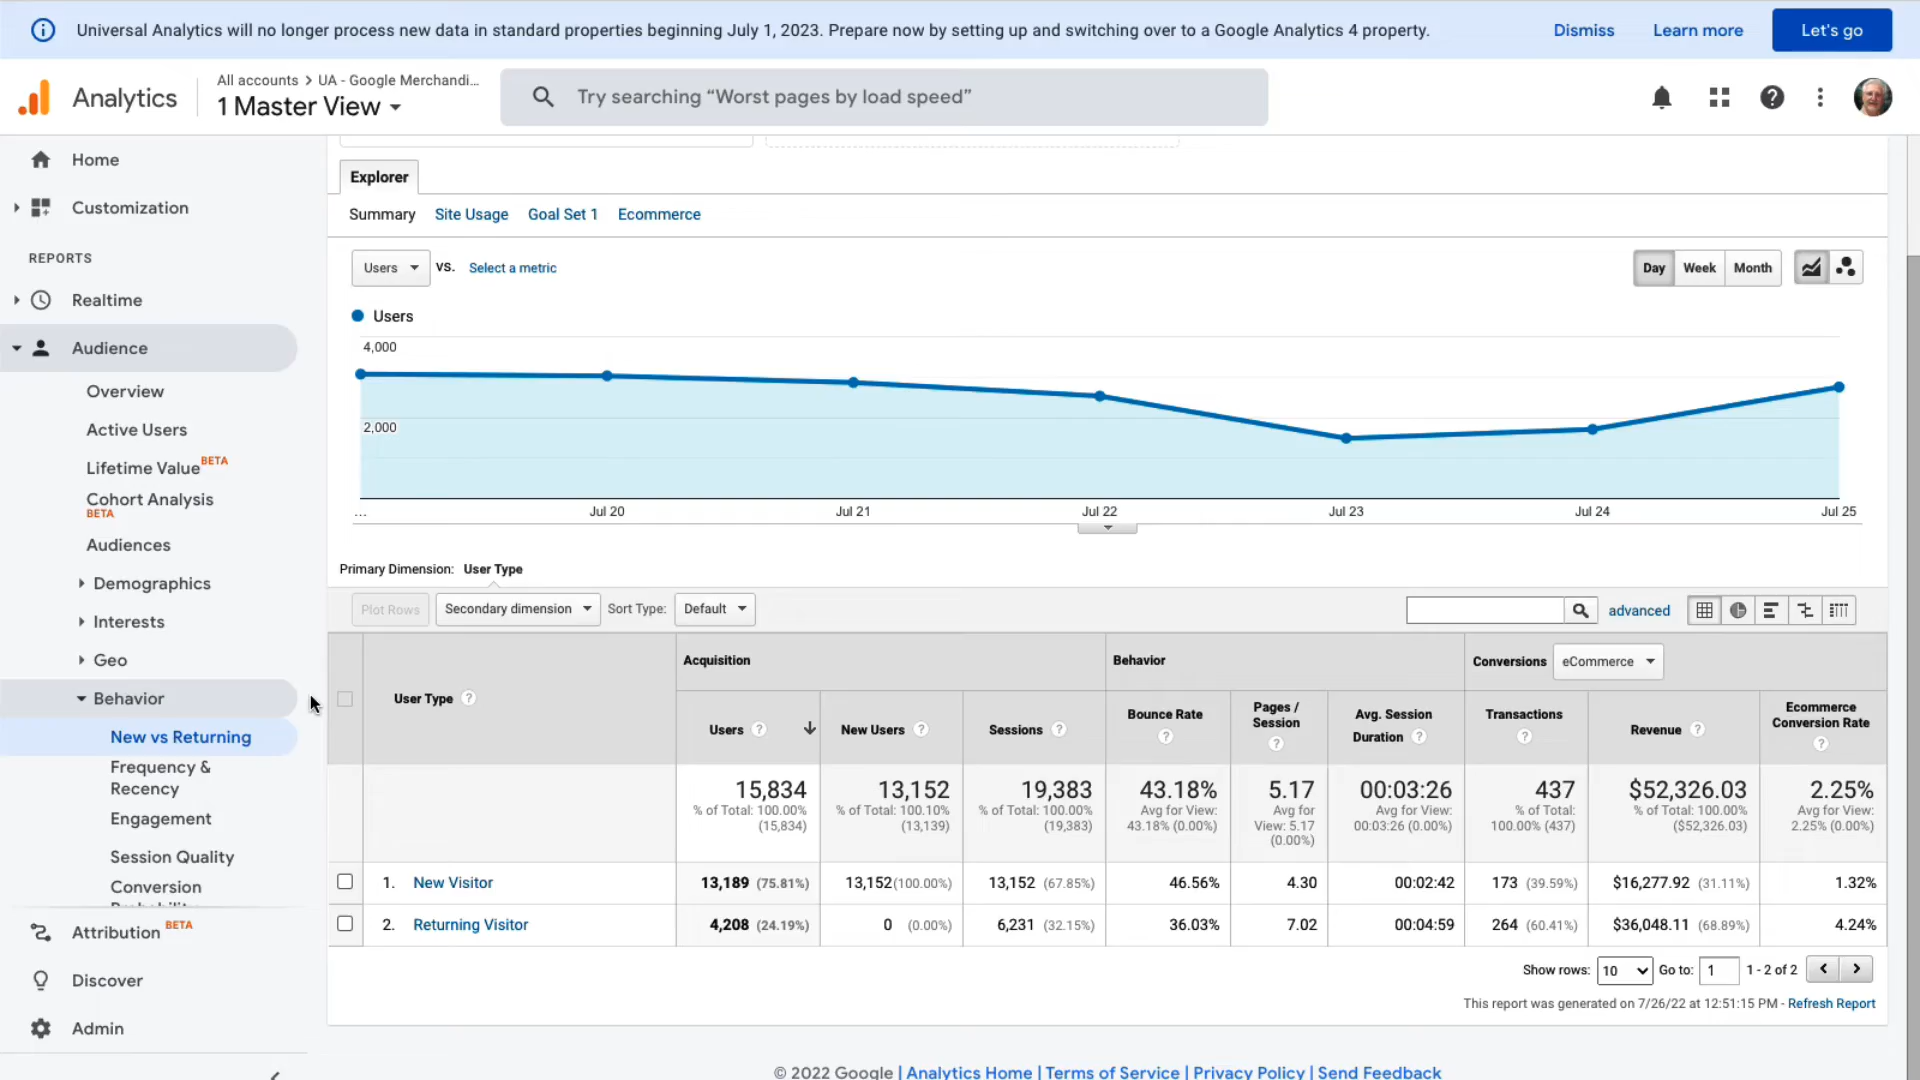 Universal Analytics will no longer process new data in standard properties beginning July 1, 2023. Prepare now by setting up and switching over to a Google Analytics 4 property. Dismiss Learn more Let's go
Analytics
All accounts > UA - Google Merchandi...
1 Master View
Try searching “Worst pages by load speed”
Home
Customization
REPORTS
Realtime
Audience
Overview
Active Users
Lifetime Value BETA
Cohort Analysis
BETA
Audiences
Demographics
Interests
Geo
Behavior
New vs Returning
Frequency &
Recency
Engagement
Session Quality
Conversion
Attribution BETA
Discover
Admin
Explorer
Summary Site Usage Goal Set 1 Ecommerce
Users VS. Select a metric Day Week Month
Users
4,000
2,000
... Jul 20 Jul 21 Jul 22 Jul 23 Jul 24 Jul 25
Primary Dimension: User Type
Plot Rows Secondary dimension Sort Type: Default advanced
Acquisition Behavior Conversions eCommerce
User Type ?
Users ? New Users ? Sessions ? Bounce Rate ? Pages / Session ? Avg. Session Duration ? Transactions ? Revenue ? Ecommerce Conversion Rate ?
15,834 13,152 19,383 43.18% 5.17 00:03:26 437 $52,326.03 2.25%
% of Total: 100.00% (15,834) % of Total: 100.10% (13,139) % of Total: 100.00% (19,383) Avg for View: 43.18% (0.00%) Avg for View: 5.17 (0.00%) Avg for View: 00:03:26 (0.00%) % of Total: 100.00% (437) % of Total: 100.00% ($52,326.03) Avg for View: 2.25% (0.00%)
1. New Visitor 13,189 (75.81%) 13,152(100.00%) 13,152 (67.85%) 46.56% 4.30 00:02:42 173 (39.59%) $16,277.92 (31.11%) 1.32%
2. Returning Visitor 4,208 (24.19%) 0 (0.00%) 6,231 (32.15%) 36.03% 7.02 00:04:59 264 (60.41%) $36,048.11 (68.89%) 4.24%
Show rows: 10 Go to: 1 1 - 2 of 2
This report was generated on 7/26/22 at 12:51:15 PM - Refresh Report
© 2022 Google | Analytics Home | Terms of Service | Privacy Policy | Send Feedback